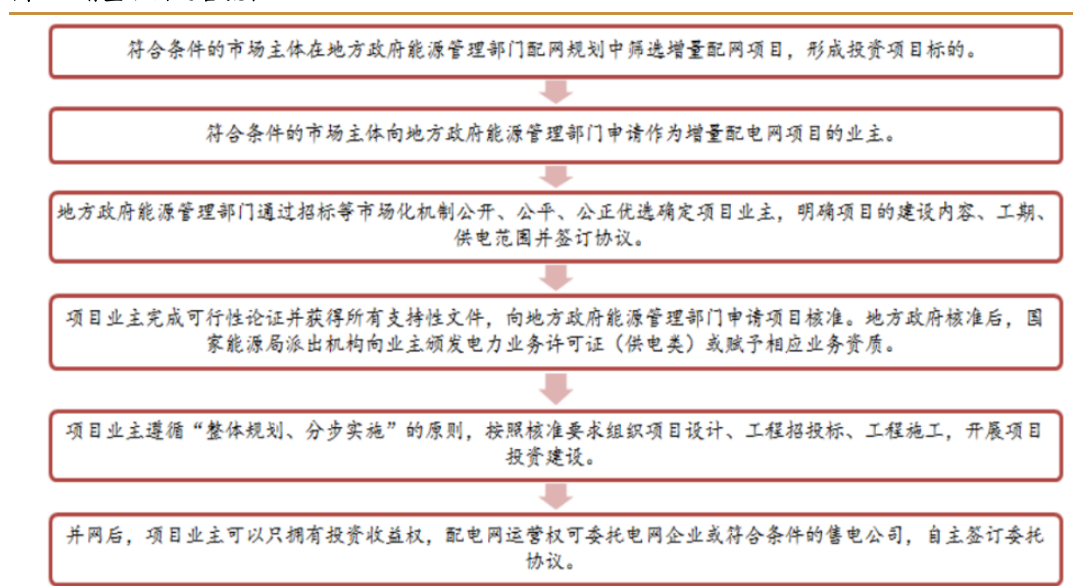 符合条件的市场主体在地方政府能源管理部门配网规划中筛选增量配网项目，形成投资项目标的。
符合条件的市场主体向地方政府能源管理部门申请作为增量配电网项目的业主。
地方政府能源管理部门通过招标等市场化机制公开、公平、公正优选确定项目业主，明确项目的建设内容、工期、
供电范围并签订协议。
项目业主完成可行性论证并获得所有支持性文件，向地方政府能源管理部门申请项目核准。地方政府核准后，国
家能源局派出机构向业主颁发电力业务许可证（供电类）或赋予相应业务资质。
项目业主遵循“整体规划、分步实施”的原则，按照核准要求组织项目设计、工程招投标、工程施工，开展项目
投资建设。
并网后，项目业主可以只拥有投资收益权，配电网运营权可委托电网企业或符合条件的售电公司，自主签订委托
协议。